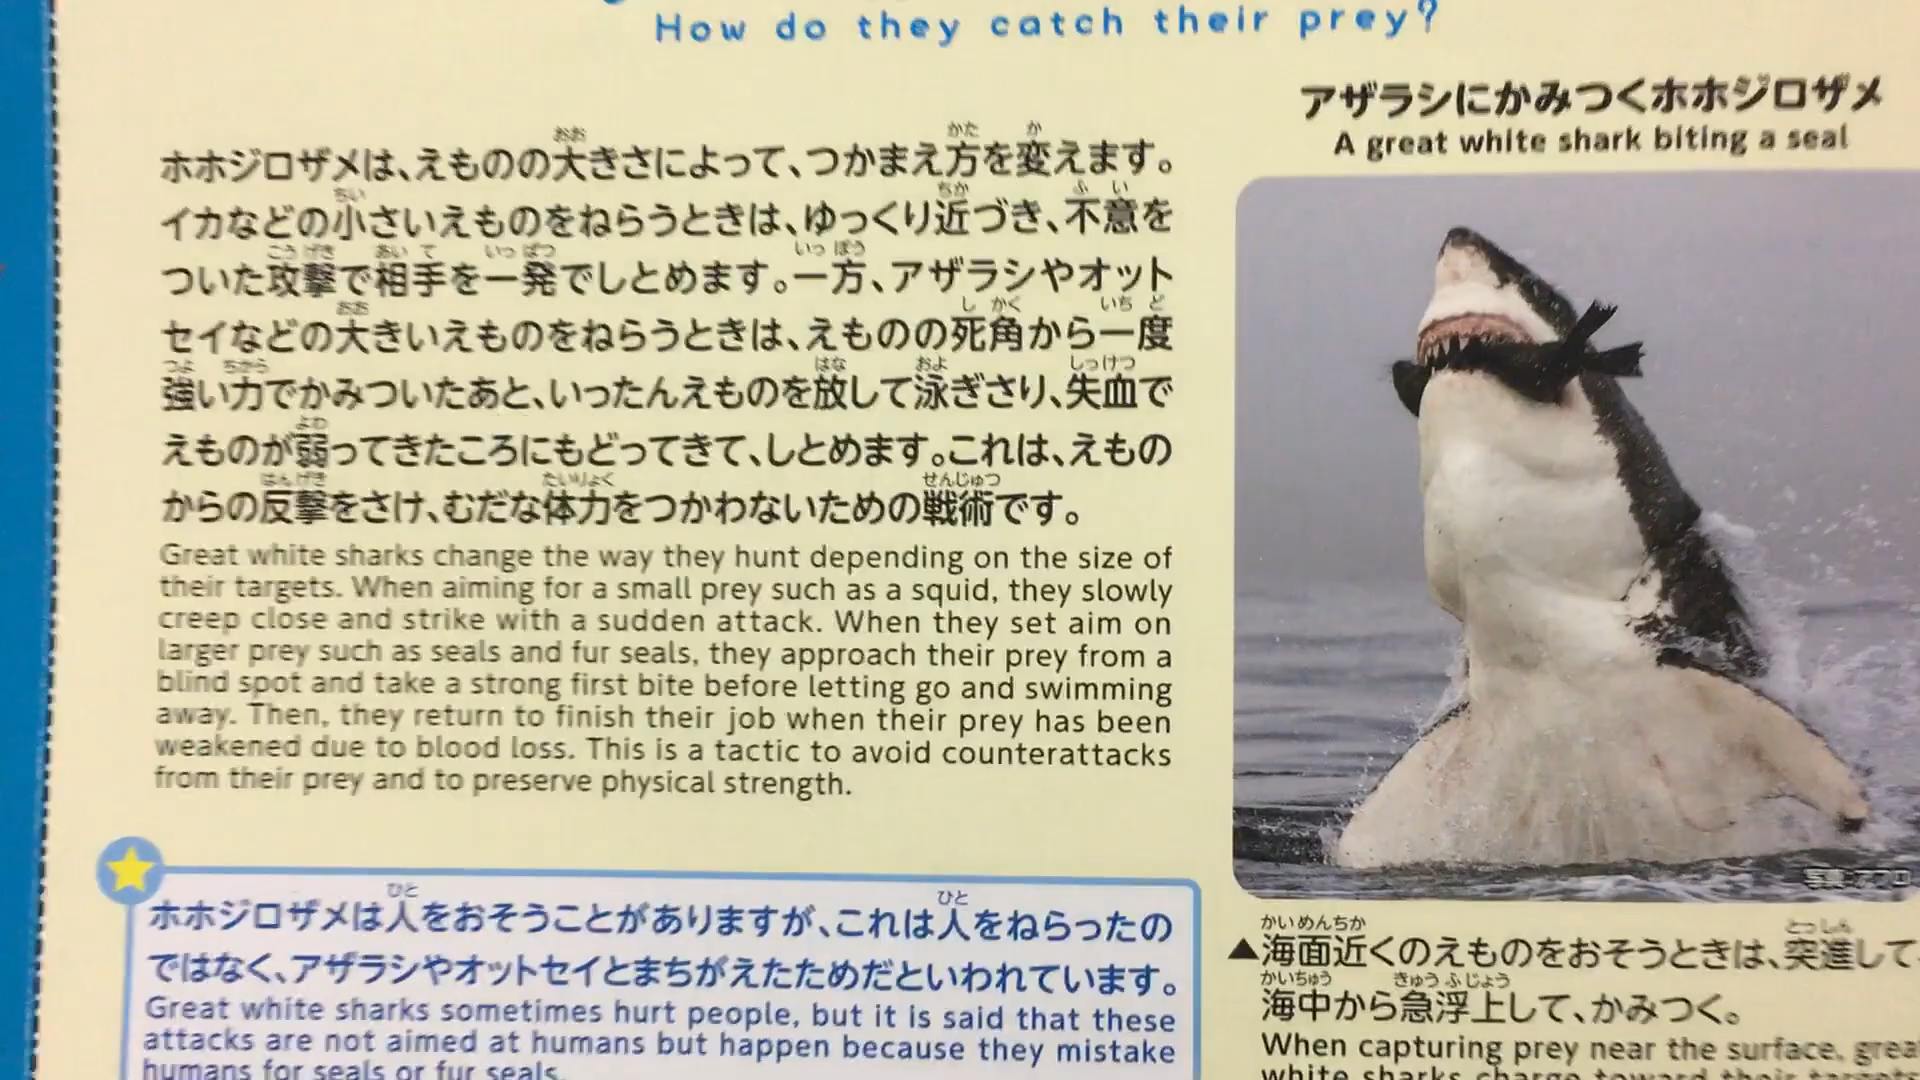 How do they catch their prey?
ホホジロザメは、えものの大きさによって、つかまえ方を変えます。
イカなどの小さいえものをねらうときは、ゆっくり近づき、不意を
ついた攻撃で相手を一発でしとめます。一方、アザラシやオット
セイなどの大きいえものをねらうときは、えものの死角から一度
強い力でかみついたあと、いったんえものを放して泳ぎさり、失血で
えものが弱ってきたころにもどってきて、しとめます。これは、えもの
からの反撃をさけ、むだな体力をつかわないための戦術です。
Great white sharks change the way they hunt depending on the size of
their targets. When aiming for a small prey such as a squid, they slowly
creep close and strike with a sudden attack. When they set aim on
larger prey such as seals and fur seals, they approach their prey from a
blind spot and take a strong first bite before letting go and swimming
away. Then, they return to finish their job when their prey has been
weakened due to blood loss. This is a tactic to avoid counterattacks
from their prey and to preserve physical strength.
ホホジロザメは人をおそうことがありますが、これは人をねらったの
ではなく、アザラシやオットセイとまちがえたためだといわれています。
Great white sharks sometimes hurt people, but it is said that these
attacks are not aimed at humans but happen because they mistake
humans for seals or fur seals.
アザラシにかみつくホホジロザメ
A great white shark biting a seal
写真:アフロ
▲海面近くのえものをおそうときは、突進して
海中から急浮上して、かみつく。
When capturing prey near the surface, grea
white sharks charge toward their targets